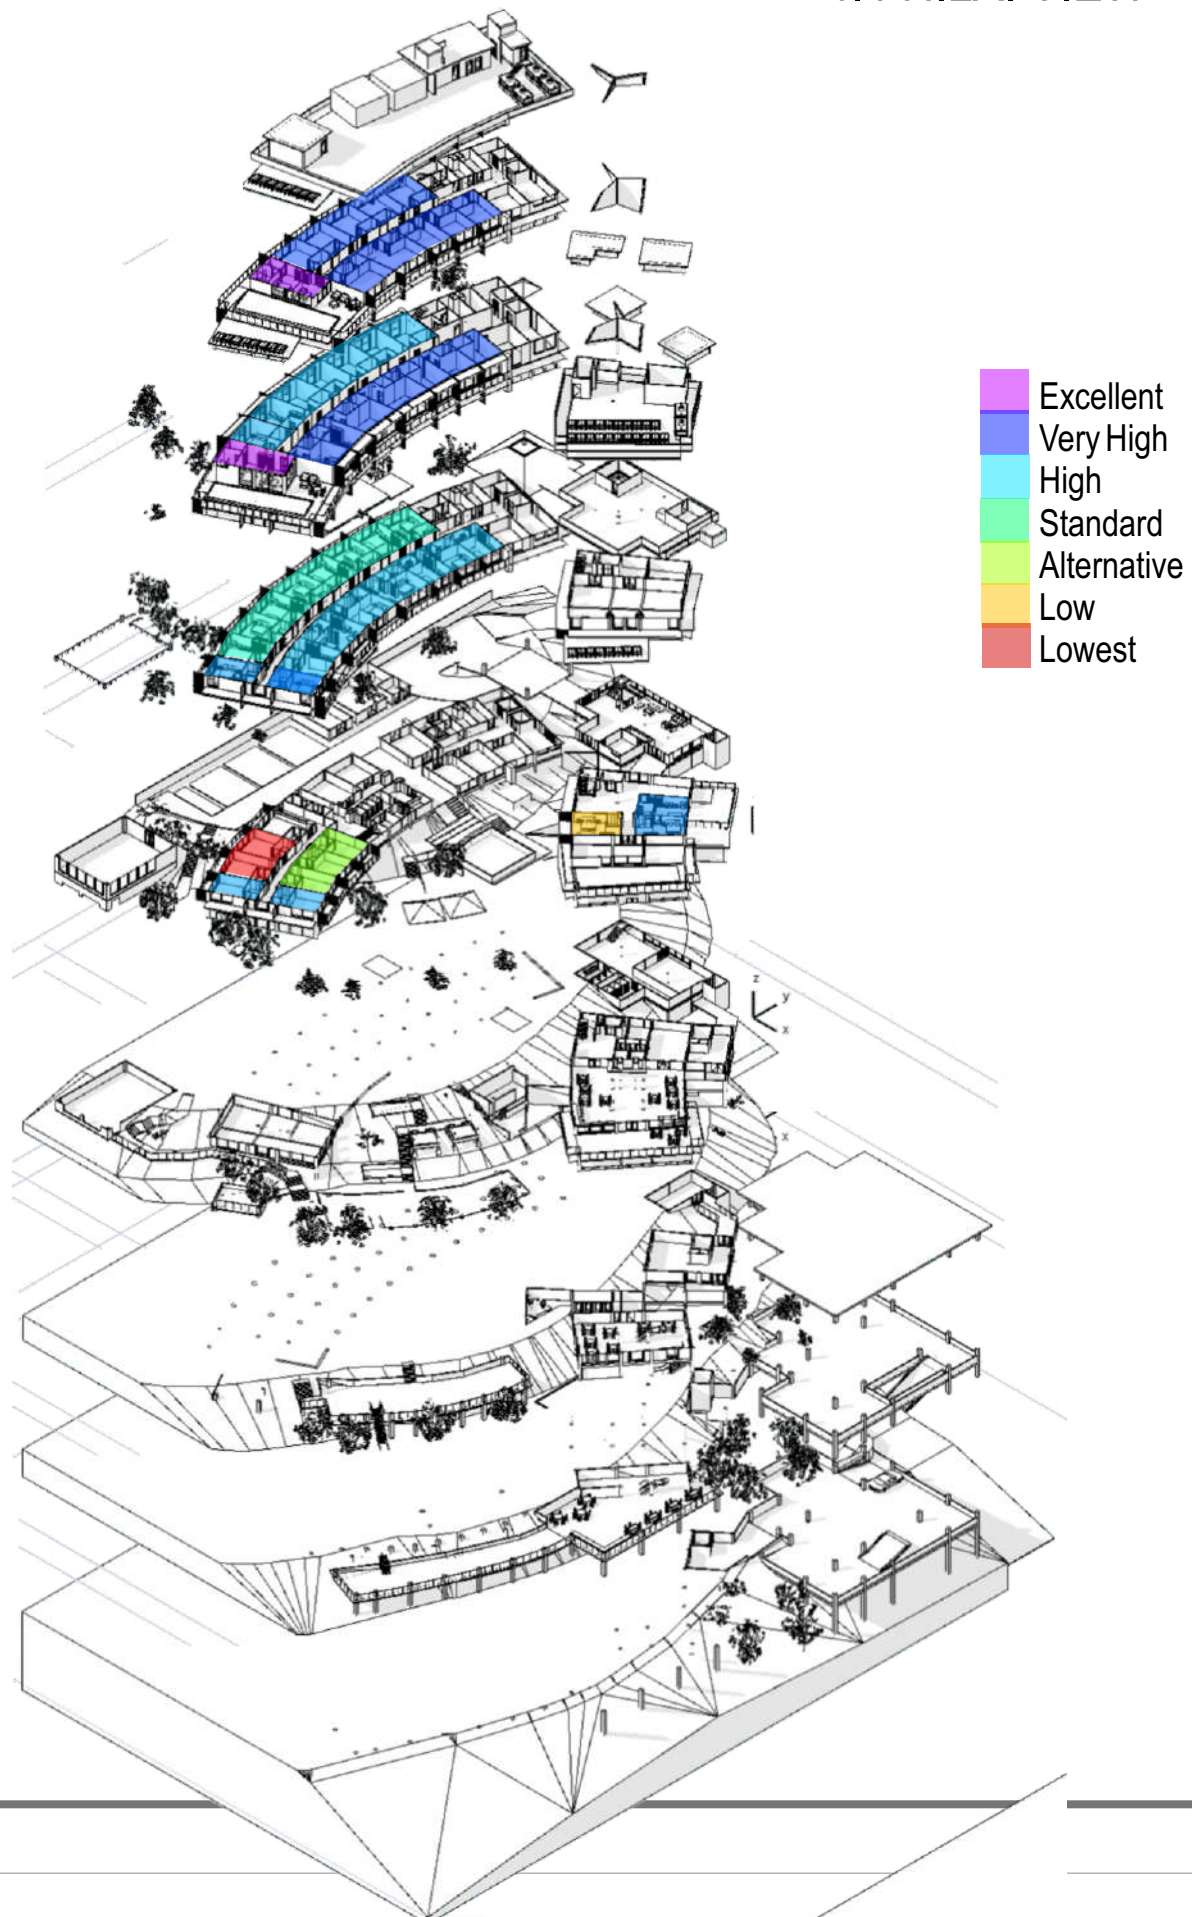 Excellent
Very High
High
Standard
Alternative
Low
Lowest
z
y
x
x